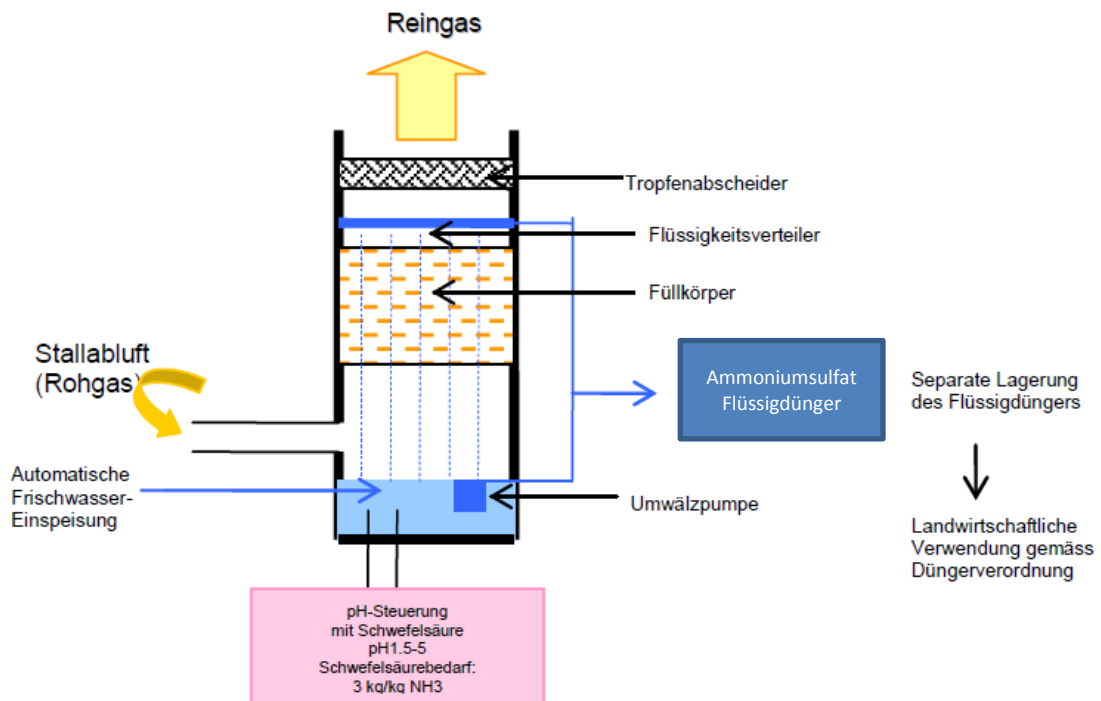 Reingas
Tropfenabscheider
Flüssigkeitsverteiler
Füllkörper
Stallabluft
(Rohgas)
Ammoniumsulfat
Flüssigdünger
Separate Lagerung
des Flüssigdüngers
Automatische
Frischwasser-
Einspeisung
Umwälzpumpe
Landwirtschaftliche
Verwendung gemäss
Düngerverordnung
pH-Steuerung
mit Schwefelsäure
pH1.5-5
Schwefelsäurebedarf:
3 kg/kg NH3